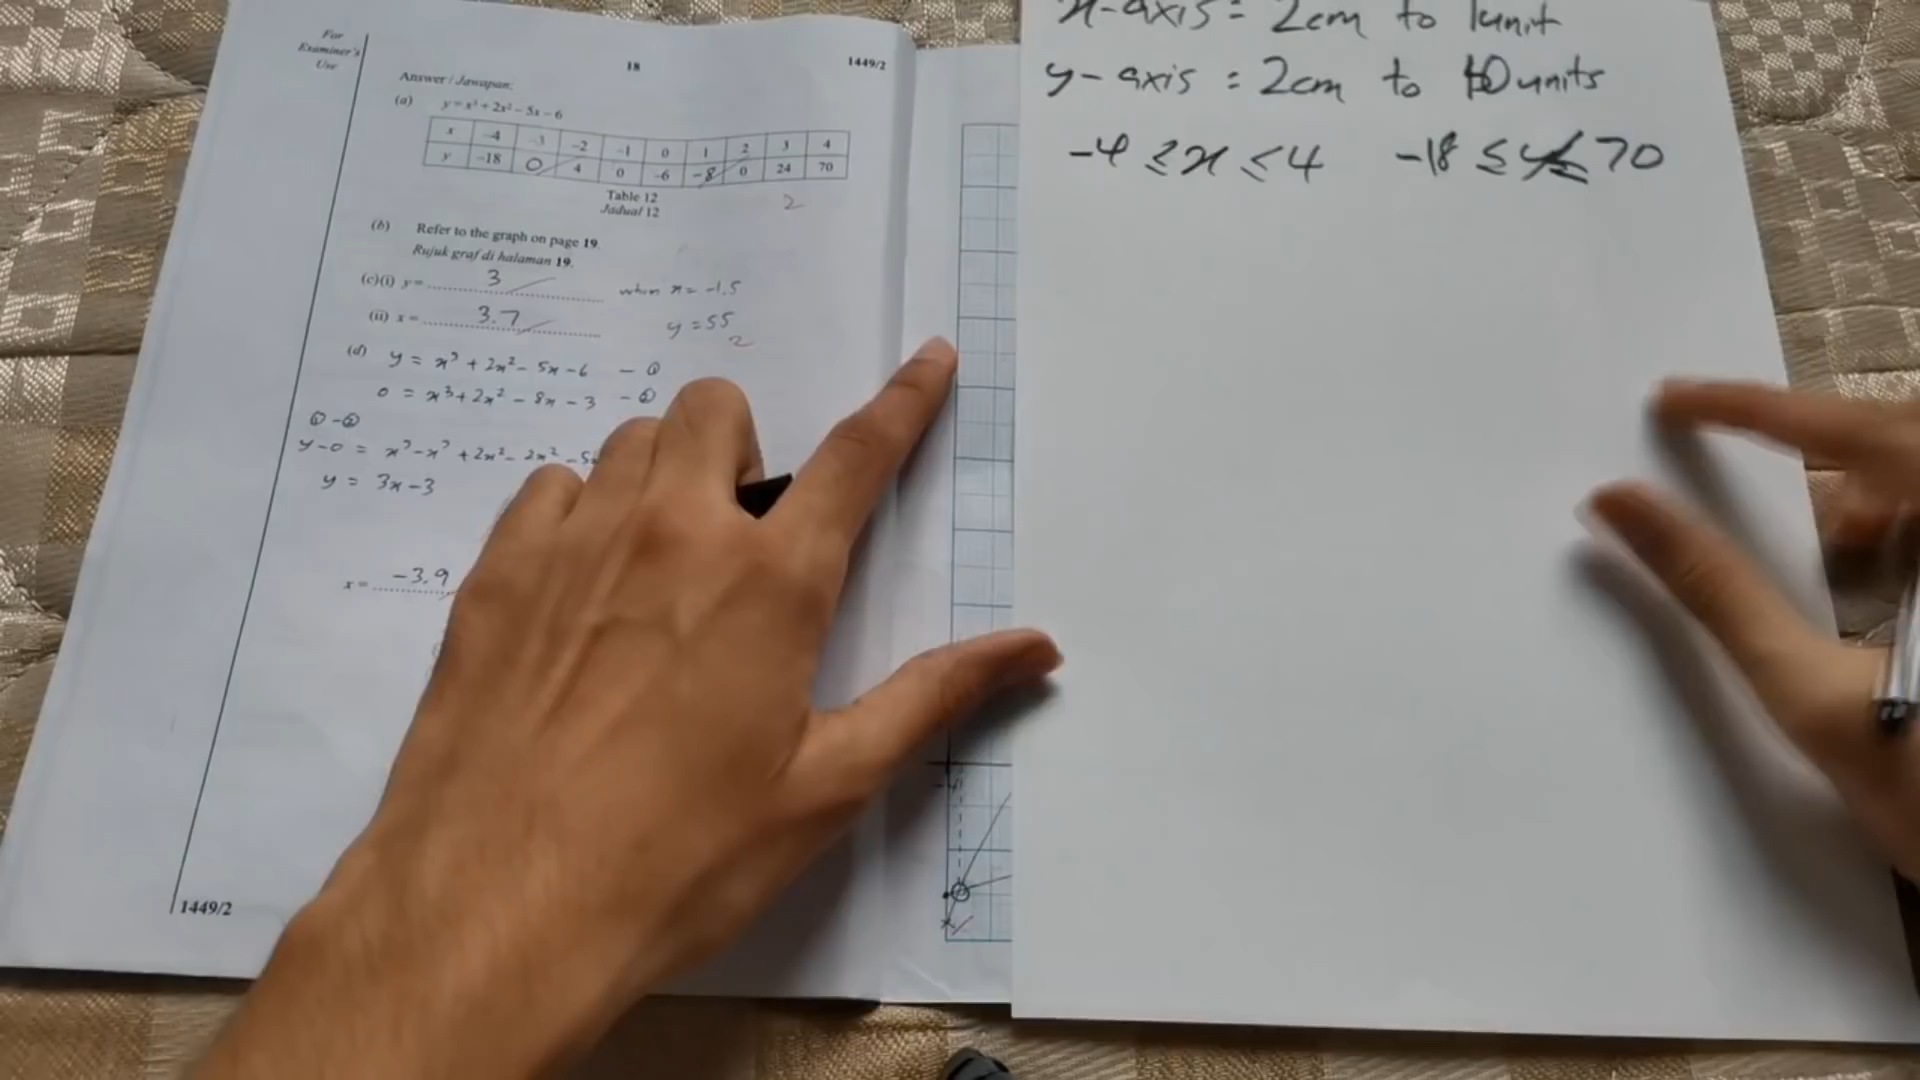 For
Examiner's
Use
18
1449/2
Answer / Jawapan:
(a) y = x³ + 2x² – 5x – 6
x -4 -3 -2 -1 0 1 2 3 4
y -18 0 4 0 -6 -8 0 24 70
Table 12
Jadual 12
2
(b) Refer to the graph on page 19.
Rujuk graf di halaman 19.
(c)(i) y = 3
when x = -1.5
(ii) x = 3.7
y = 55
2
(d) y = x³ + 2x² - 5x - 6 - ①
0 = x³ + 2x² - 8x - 3 - ②
① - ②
y - 0 = x³ - x³ + 2x² - 2x² - 5x
y = 3x - 3
x = -3.9
1449/2
x-axis = 2cm to 1unit
y-axis = 2cm to 10 units
-4 ≤ x ≤ 4 -18 ≤ y ≤ 70
-4